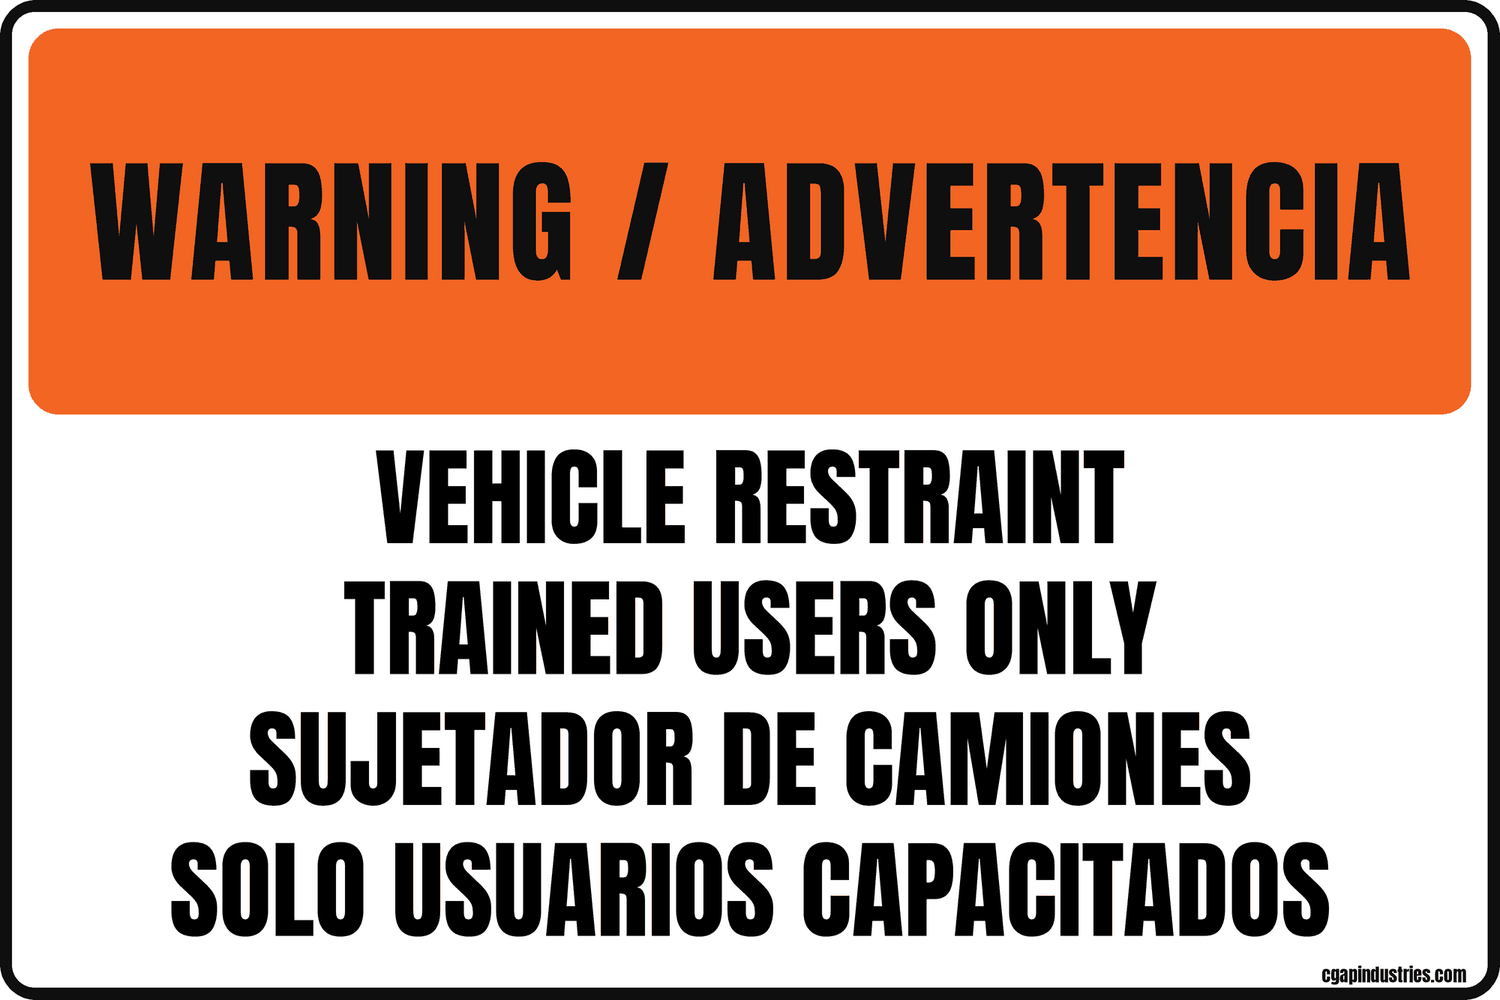 WARNING / ADVERTENCIA
VEHICLE RESTRAINT
TRAINED USERS ONLY
SUJETADOR DE CAMIONES
SOLO USUARIOS CAPACITADOS
cgapindustries.com